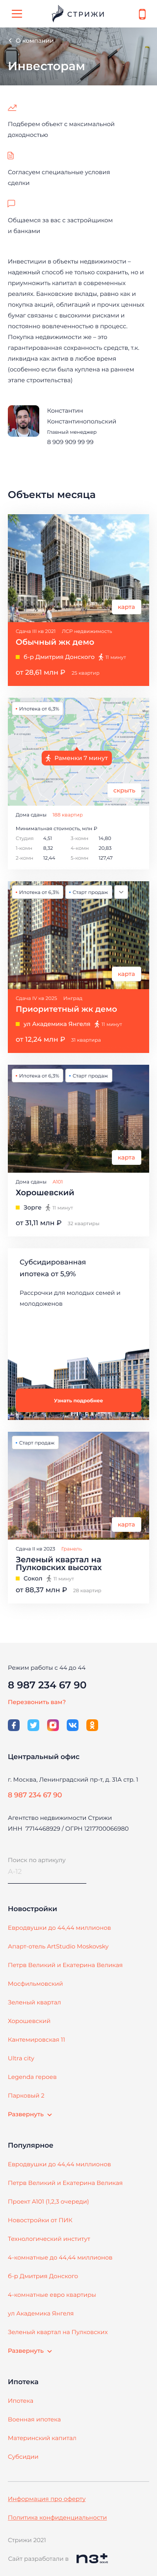 СТРИЖИ
О компании
Инвесторам
Подберем объект с максимальной
доходностью
Согласуем специальные условия
сделки
Общаемся за вас с застройщиком
и банками
Инвестиции в объекты недвижимости –
надежный способ не только сохранить, но и
приумножить капитал в современных
реалиях. Банковские вклады, равно как и
покупка акций, облигаций и прочих ценных
бумаг связаны с высокими рисками и
постоянно вовлеченностью в процесс.
Покупка недвижимости же – это
гарантированная сохранность средств, т.к.
ликвидна как актив в любое время
(особенно если была куплена на раннем
этапе строительства)
Константин
Константинопольский
Главный менеджер
8 909 909 99 99
Объекты месяца
карта
Сдача III кв 2021 ЛСР недвижимость
Обычный жк демо
б-р Дмитрия Донского 11 минут
от 28,61 млн ₽ 25 квартир
Ипотека от 6,3%
Раменки 7 минут
скрыть
Дома сданы 188 квартир
Минимальная стоимость, млн ₽
Студия 4,51 3-комн 14,80
1-комн 8,32 4-комн 20,83
2-комн 12,44 5-комн 127,47
Ипотека от 6,3% Старт продаж
карта
Сдача IV кв 2025 Инград
Приоритетный жк демо
ул Академика Янгеля 11 минут
от 12,24 млн ₽ 31 квартира
Ипотека от 6,3% Старт продаж
карта
Дома сданы А101
Хорошевский
Зорге 11 минут
от 31,11 млн ₽ 32 квартиры
Субсидированная
ипотека от 5,9%
Рассрочки для молодых семей и
молодоженов
Узнать подробнее
Старт продаж
карта
Сдача II кв 2023 Гранель
Зеленый квартал на
Пулковских высотах
Сокол 11 минут
от 88,37 млн ₽ 28 квартир
Режим работы с 44 до 44
8 987 234 67 90
Перезвонить вам?
Центральный офис
г. Москва, Ленинградский пр-т, д. 31А стр. 1
8 987 234 67 90
Агентство недвижимости Стрижи
ИНН 7714468929 / ОГРН 1217700066980
Поиск по артикулу
А-12
Новостройки
Евродвушки до 44,44 миллионов
Апарт-отель ArtStudio Moskovsky
Петрв Великий и Екатерина Великая
Мосфильмовский
Зеленый квартал
Хорошевский
Кантемировская 11
Ultra city
Легенда героев
Парковый 2
Развернуть
Популярное
Евродвушки до 44,44 миллионов
Петрв Великий и Екатерина Великая
Проект А101 (1,2,3 очереди)
Новостройки от ПИК
Технологический институт
4-комнатные до 44,44 миллионов
б-р Дмитрия Донского
4-комнатные евро квартиры
ул Академика Янгеля
Зеленый квартал на Пулковских
Развернуть
Ипотека
Ипотека
Военная ипотека
Материнский капитал
Субсидии
Информация про оферту
Политика конфиденциальности
Стрижи 2021
Сайт разработали в